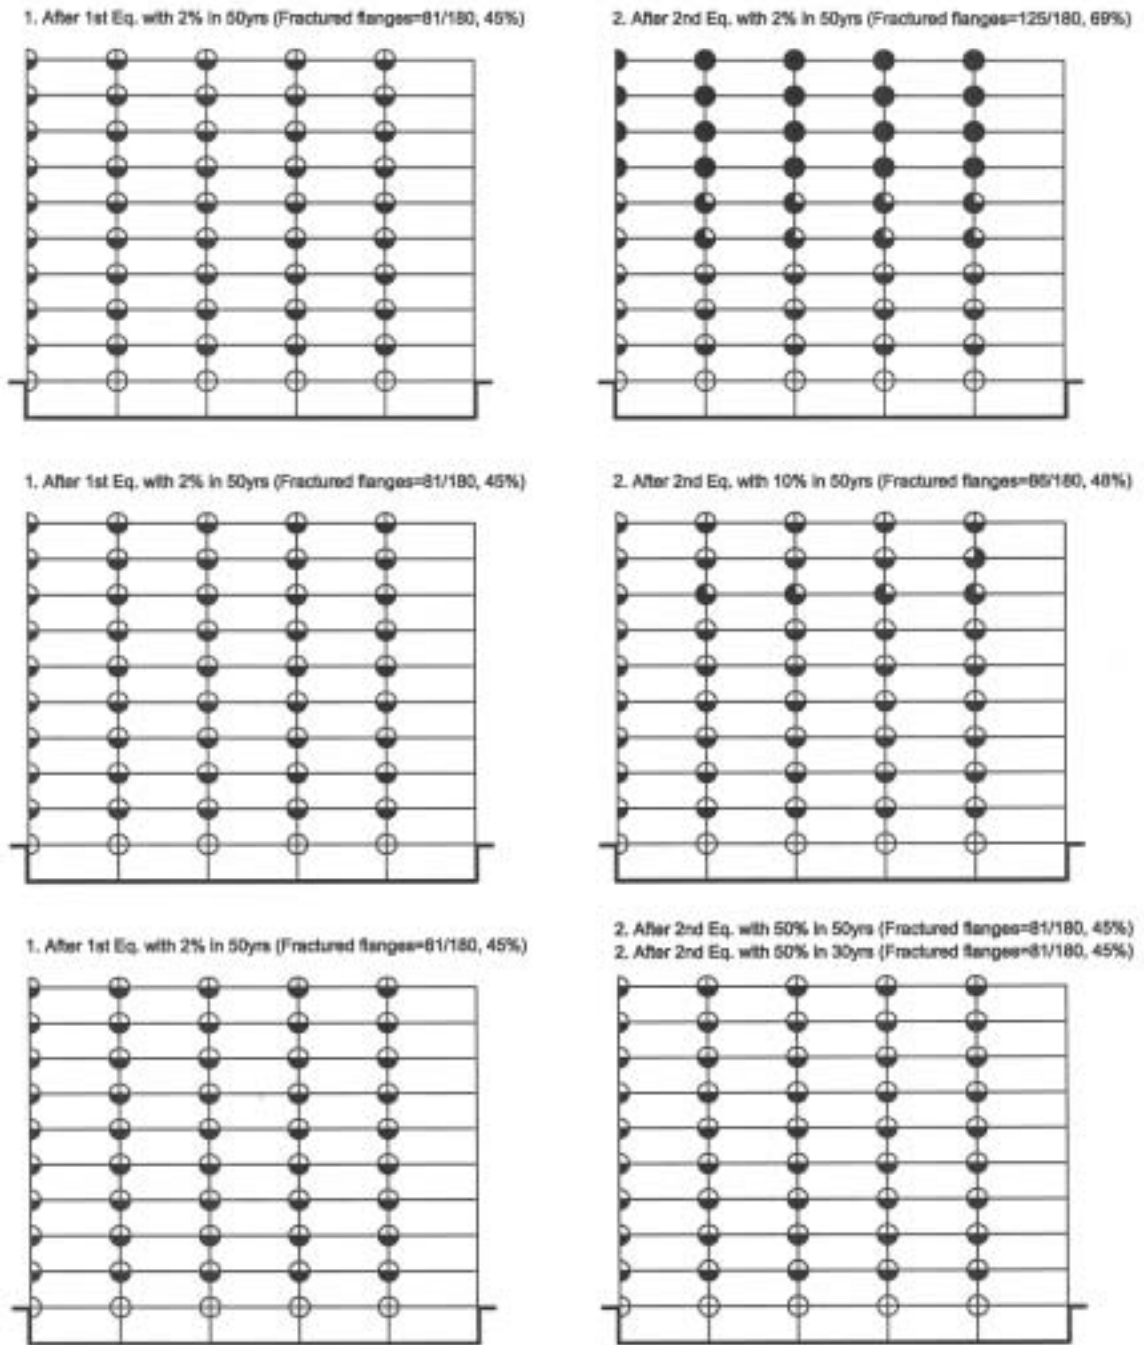 1. After 1st Eq. with 2% in 50yrs (Fractured flanges=81/180, 45%)
2. After 2nd Eq. with 2% in 50yrs (Fractured flanges=125/180, 69%)
1. After 1st Eq. with 2% in 50yrs (Fractured flanges=81/180, 45%)
2. After 2nd Eq. with 10% in 50yrs (Fractured flanges=86/180, 48%)
1. After 1st Eq. with 2% in 50yrs (Fractured flanges=81/180, 45%)
2. After 2nd Eq. with 50% in 50yrs (Fractured flanges=81/180, 45%)
2. After 2nd Eq. with 50% in 30yrs (Fractured flanges=81/180, 45%)